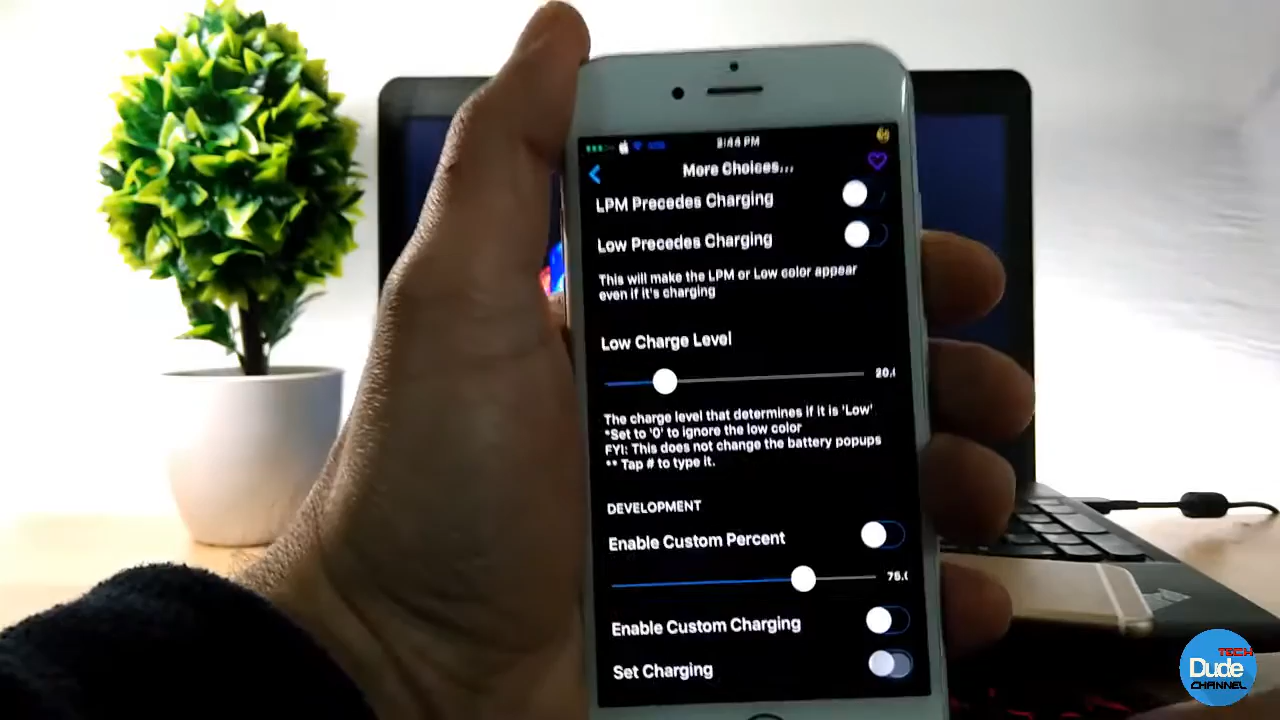 8:44 PM
More Choices...
LPM Precedes Charging
Low Precedes Charging
This will make the LPM or Low color appear
even if it's charging
Low Charge Level
20.
The charge level that determines if it is 'Low'
*Set to '0' to ignore the low color
FYI: This does not change the battery popups
** Tap # to type it.
DEVELOPMENT
Enable Custom Percent
75.
Enable Custom Charging
Set Charging
TECH
Dude
CHANNEL